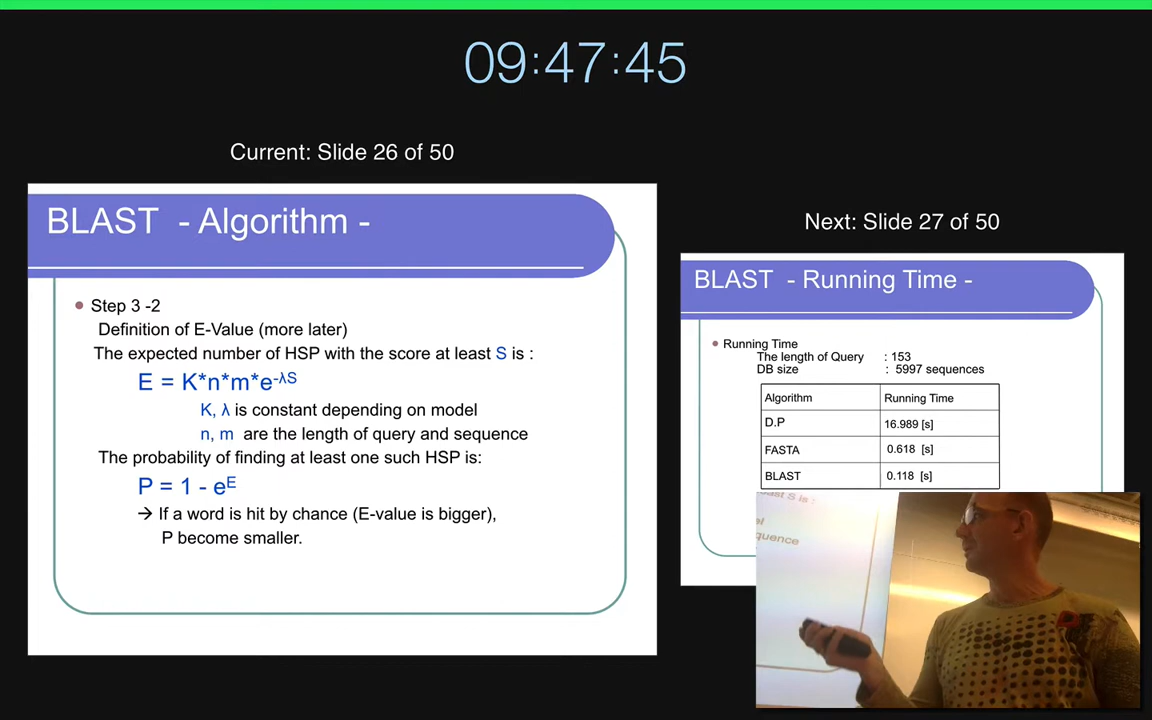 09:47:45
Current: Slide 26 of 50
BLAST - Algorithm -
Step 3 -2
Definition of E-Value (more later)
The expected number of HSP with the score at least S is :
E = K*n*m*e-λS
K, λ is constant depending on model
n, m are the length of query and sequence
The probability of finding at least one such HSP is:
P = 1 - eE
→ If a word is hit by chance (E-value is bigger),
P become smaller.
Next: Slide 27 of 50
BLAST - Running Time -
Running Time
The length of Query : 153
DB size : 5997 sequences
Algorithm Running Time
D.P 16.989 [s]
FASTA 0.618 [s]
BLAST 0.118 [s]
least S is :
quence